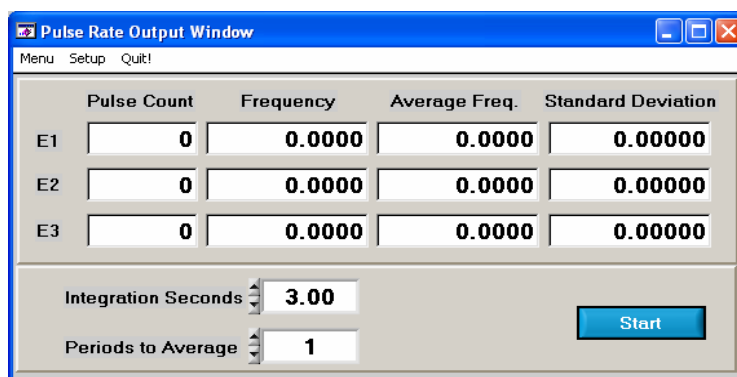 Pulse Rate Output Window
Menu Setup Quit!
Pulse Count Frequency Average Freq. Standard Deviation
E1 0 0.0000 0.0000 0.00000
E2 0 0.0000 0.0000 0.00000
E3 0 0.0000 0.0000 0.00000
Integration Seconds 3.00
Start
Periods to Average 1